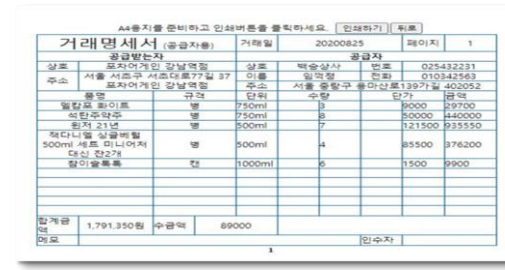 A4용지를 준비하고 인쇄버튼을 클릭하세요. 인쇄하기 뒤로
거래명세서 (공급자용) 거래일 20200825 페이지 1
공급받는자 공급자
상호 포차어게인 강남역점 상호 백승상사 번호 025432231
주소 서울 서초구 서초대로77길 37 이름 임꺽정 전화 010342563
포차어게인 강남역점 주소 서울 중랑구 용마산로139가길 402052
품명 규격 단위 수량 단가 금액
멜캄포 화이트 병 750ml 3 9000 29700
석탄주약주 병 750ml 8 50000 440000
윈저 21년 병 500ml 7 121500 935550
잭다니엘 싱글베럴
500ml 세트 미니어처 병 500ml 4 85500 376200
대신 잔2개
참이슬톡톡 캔 1000ml 6 1500 9900
합계금액 1,791,350원 수금액 89000
메모 인수자
1